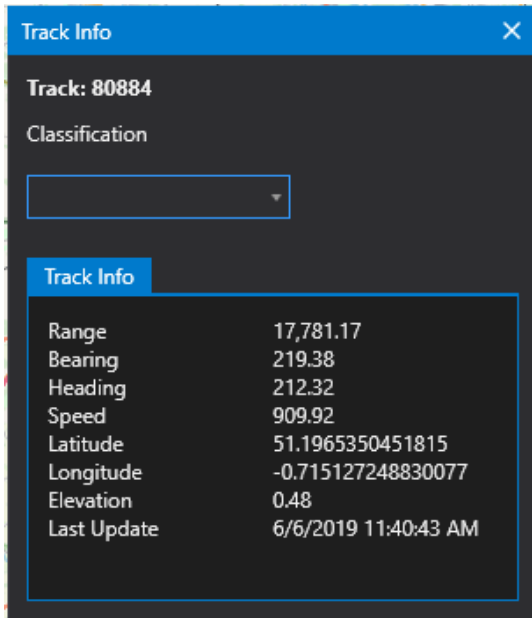 Track Info
Track: 80884
Classification
Track Info
Range 17,781.17
Bearing 219.38
Heading 212.32
Speed 909.92
Latitude 51.1965350451815
Longitude -0.715127248830077
Elevation 0.48
Last Update 6/6/2019 11:40:43 AM